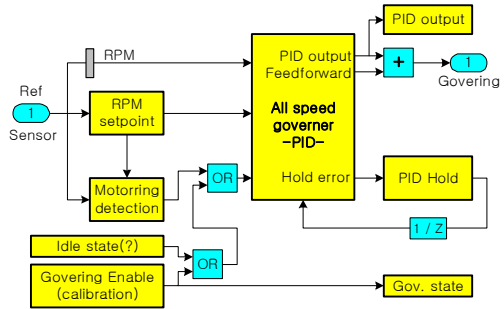 PID output
RPM
Ref
1
Sensor
RPM
setpoint
PID output
Feedforward
+
1
Govering
All speed
governer
-PID-
Motorring
detection
OR
Hold error
PID Hold
1 / Z
Idle state(?)
OR
Govering Enable
(calibration)
Gov. state